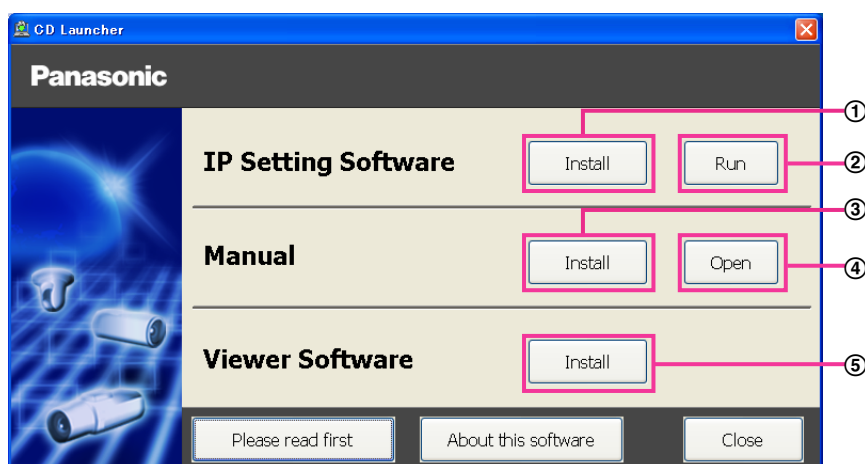 CD Launcher
Panasonic
①
IP Setting Software Install Run ②
③
Manual Install Open ④
Viewer Software Install ⑤
Please read first About this software Close